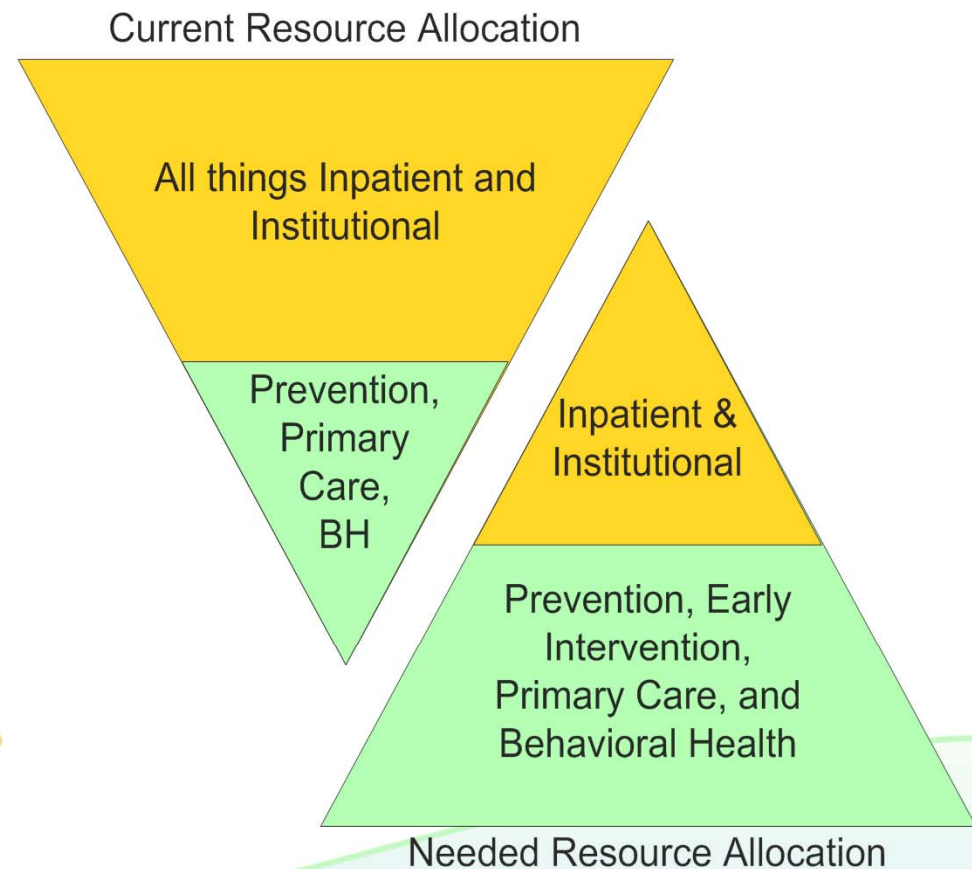 Current Resource Allocation
All things Inpatient and
Institutional
Prevention,
Primary
Care,
BH
Inpatient &
Institutional
Prevention, Early
Intervention,
Primary Care, and
Behavioral Health
Needed Resource Allocation